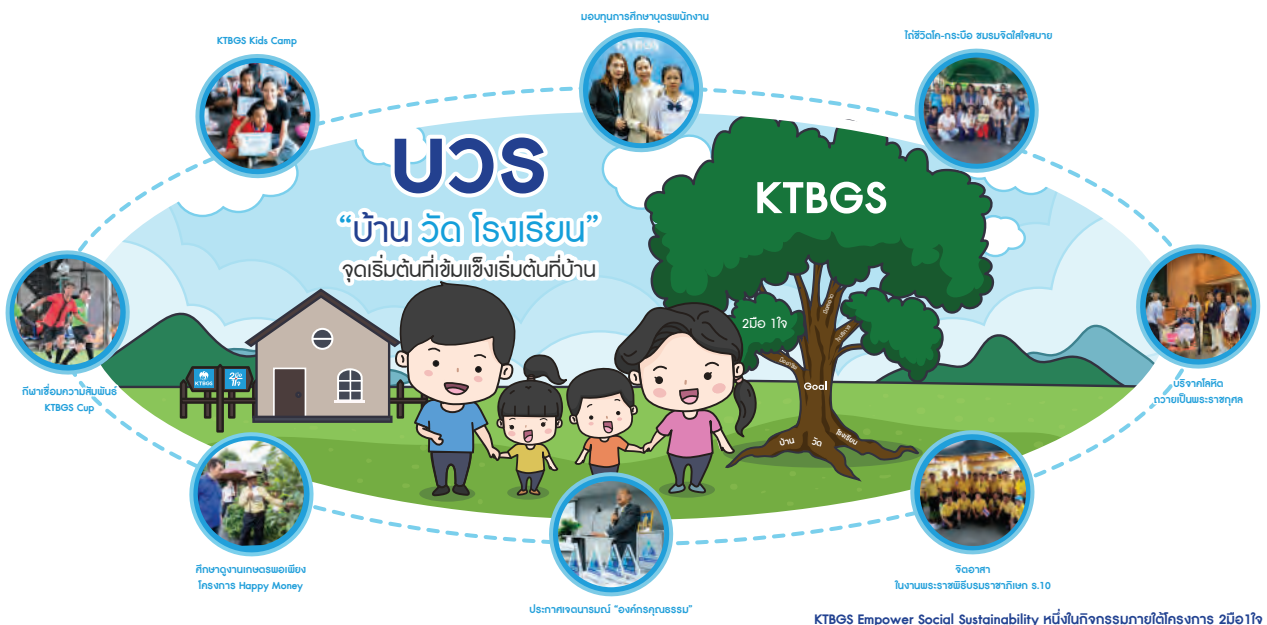 มอบทุนการศึกษาบุตรพนักงาน
KTBGS Kids Camp
ไถ่ชีวิตโค-กระบือ ชมรมจิตใสใจสบาย
บวร
“บ้าน วัด โรงเรียน”
จุดเริ่มต้นที่เข้มแข็งเริ่มต้นที่บ้าน
KTBGS
2มือ 1ใจ
Goal
บ้าน วัด โรงเรียน
KTBGS
2มือ
1ใจ
กีฬาเชื่อมความสัมพันธ์
KTBGS Cup
บริจาคโลหิต
ถวายเป็นพระราชกุศล
ศึกษาดูงานเกษตรพอเพียง
โครงการ Happy Money
ประกาศเจตนารมณ์ “องค์กรคุณธรรม”
จิตอาสา
ในงานพระราชพิธีบรมราชาภิเษก ร.10
KTBGS Empower Social Sustainability หนึ่งในกิจกรรมภายใต้โครงการ 2มือ1ใจ